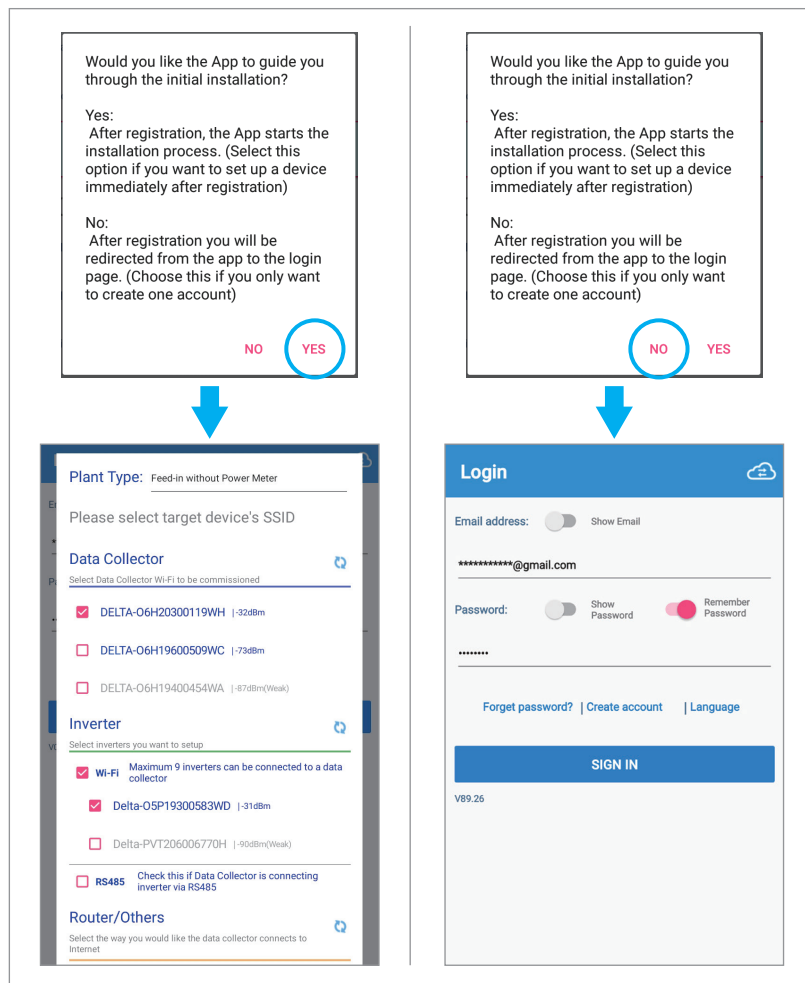 Would you like the App to guide you
through the initial installation?
Yes:
After registration, the App starts the
installation process. (Select this
option if you want to set up a device
immediately after registration)
No:
After registration you will be
redirected from the app to the login
page. (Choose this if you only want
to create one account)
NO YES
Plant Type: Feed-in without Power Meter
Please select target device's SSID
Data Collector
Select Data Collector Wi-Fi to be commissioned
DELTA-O6H20300119WH |-32dBm
DELTA-O6H19600509WC |-73dBm
DELTA-O6H19400454WA |-87dBm(Weak)
Inverter
Select inverters you want to setup
Wi-Fi Maximum 9 inverters can be connected to a data
collector
Delta-O5P19300583WD |-31dBm
Delta-PVT206006770H |-90dBm(Weak)
RS485 Check this if Data Collector is connecting
inverter via RS485
Router/Others
Select the way you would like the data collector connects to
Internet
Would you like the App to guide you
through the initial installation?
Yes:
After registration, the App starts the
installation process. (Select this
option if you want to set up a device
immediately after registration)
No:
After registration you will be
redirected from the app to the login
page. (Choose this if you only want
to create one account)
NO YES
Login
Email address: Show Email
***********@gmail.com
Password: Show
Password Remember
Password
••••••••
Forget password? | Create account | Language
SIGN IN
V89.26